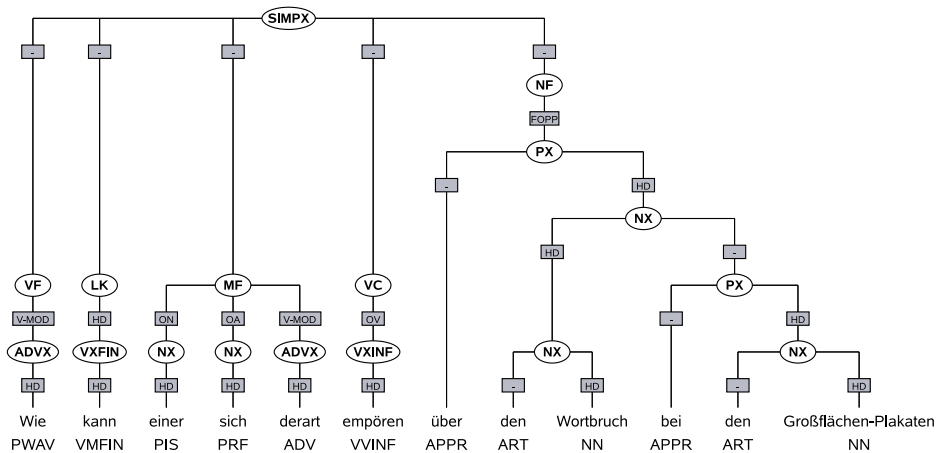 SIMPX
- - - - -
NF
FOPP
PX
- HD
NX
HD -
VF LK MF VC PX
V-MOD HD ON OA V-MOD OV - HD
ADVX VXFIN NX NX ADVX VXINF NX NX
HD HD HD HD HD HD - HD - HD
Wie kann einer sich derart empören über den Wortbruch bei den Großflächen-Plakaten
PWAV VMFIN PIS PRF ADV VVINF APPR ART NN APPR ART NN